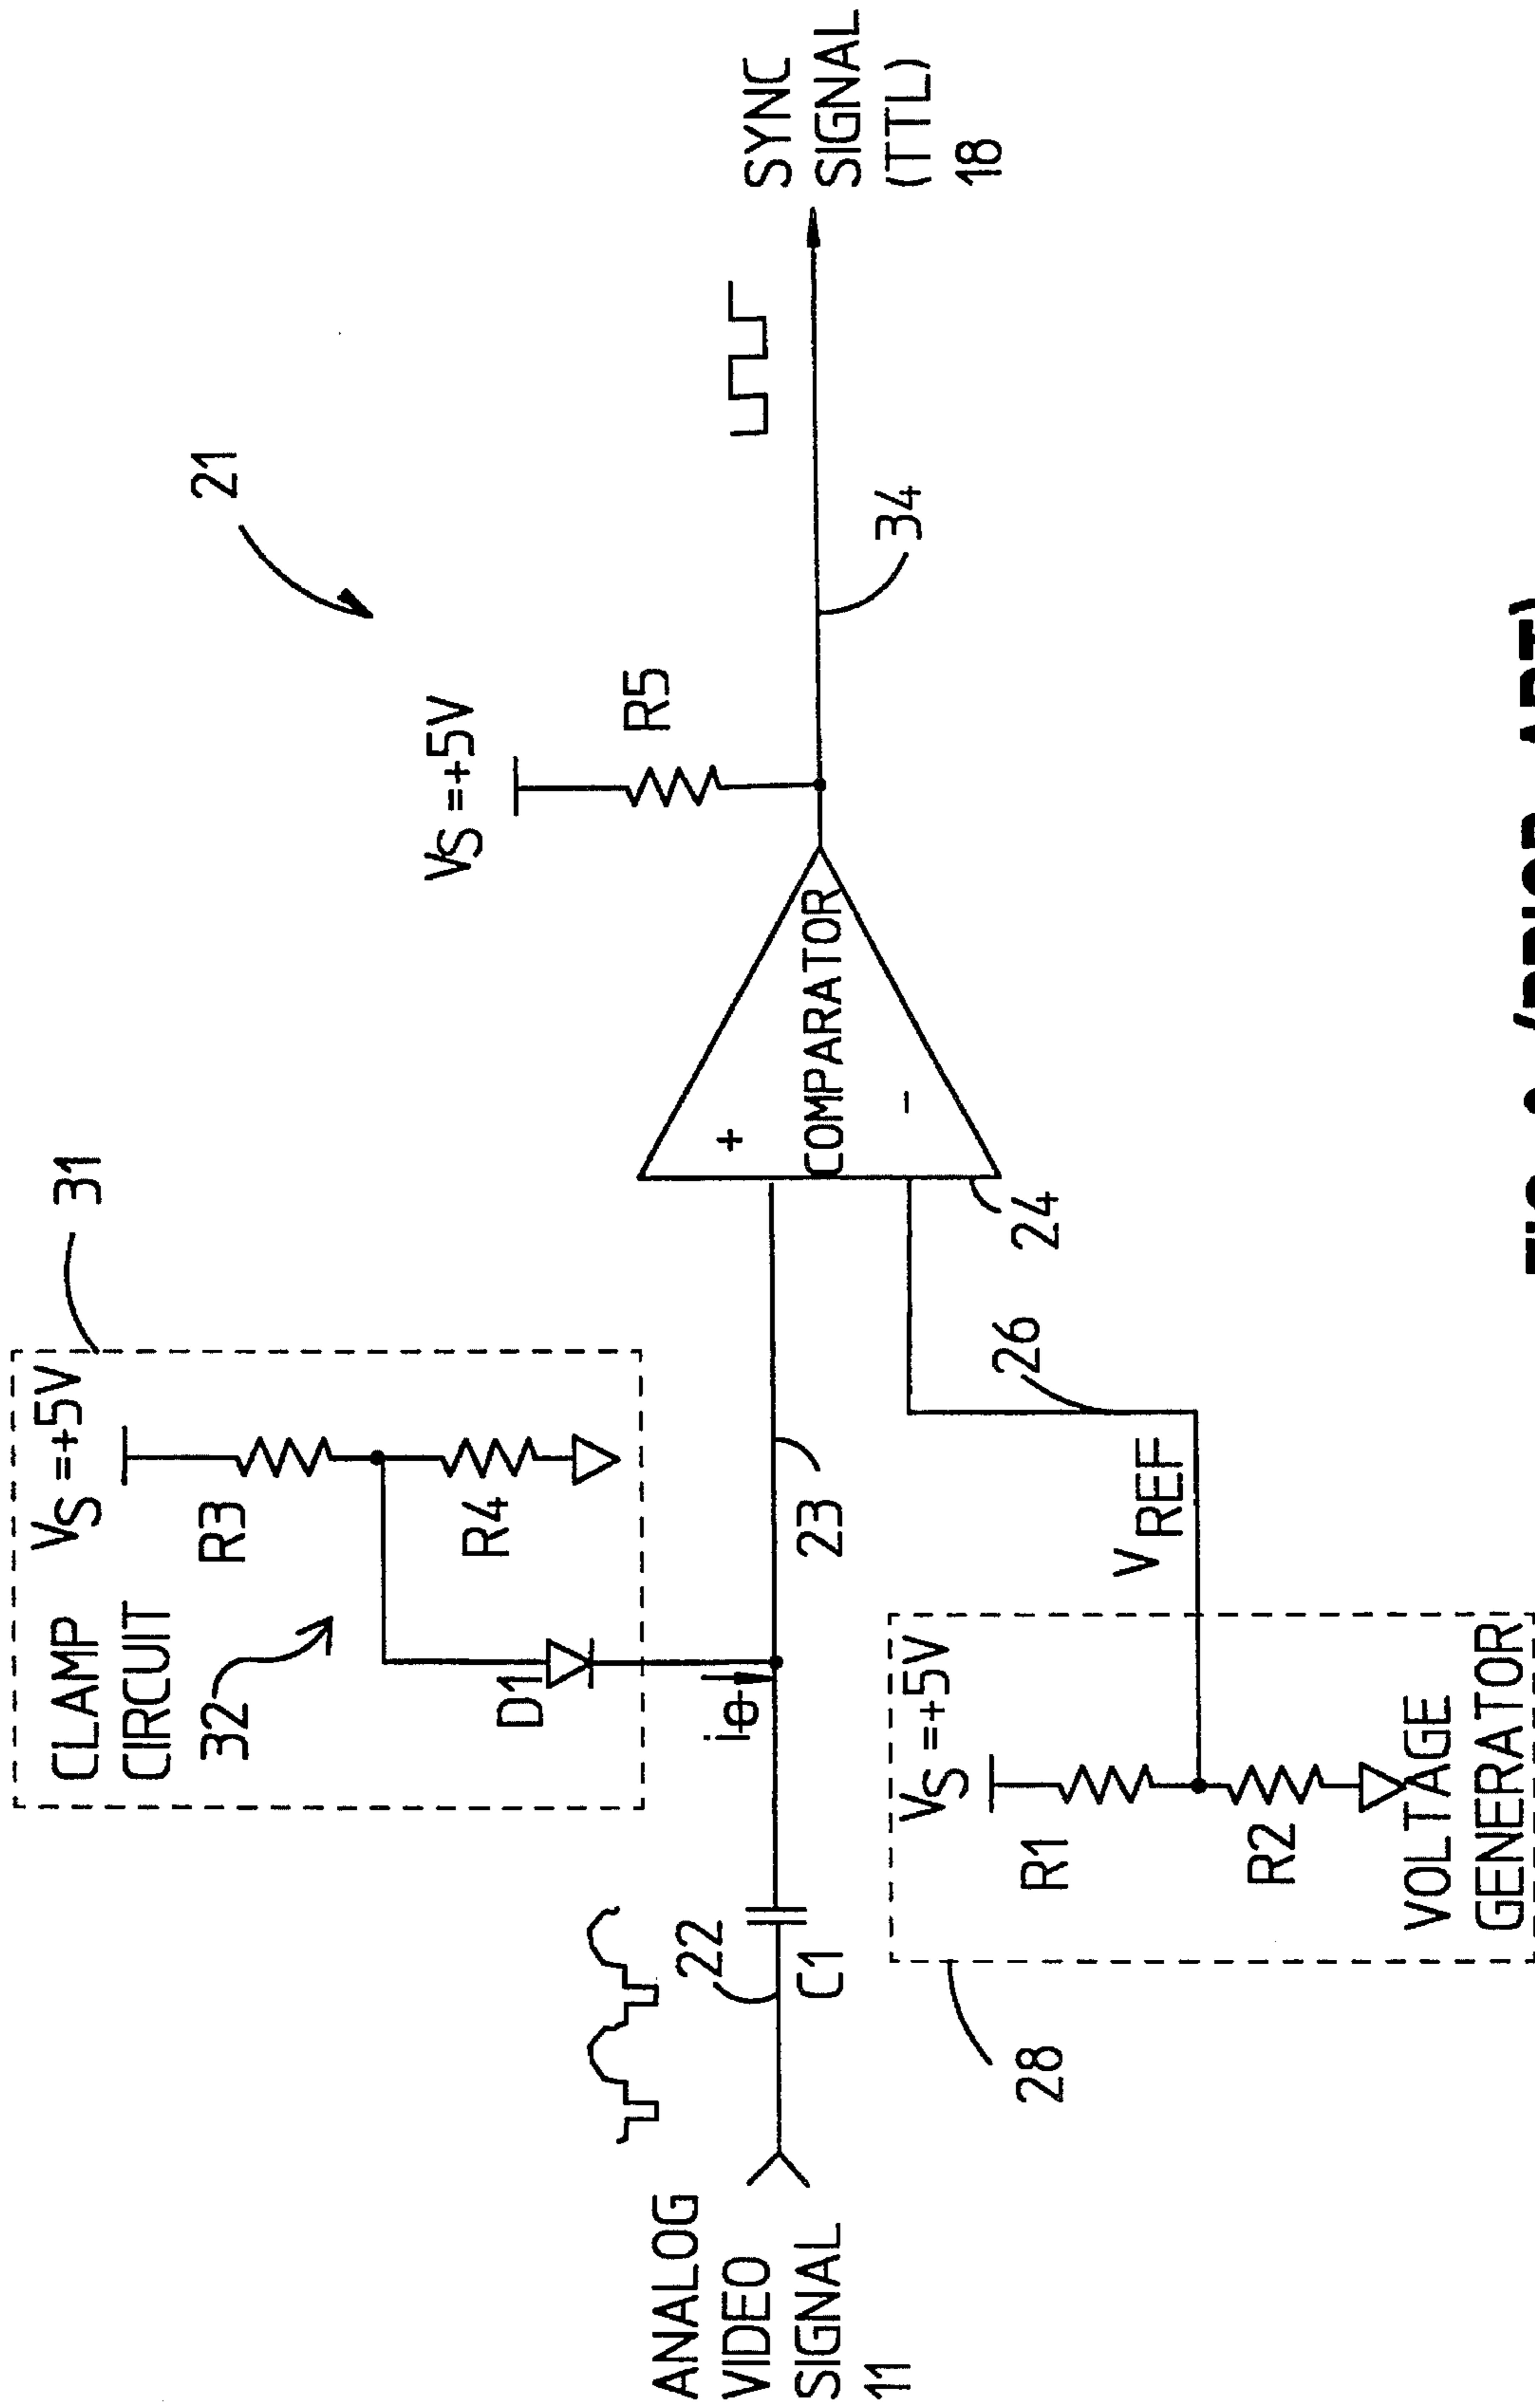 21
31
CLAMP
CIRCUIT
VS=+5V
R3
32
R4
D1
iθ
VS=+5V
R5
ANALOG
VIDEO
SIGNAL
11
22
C1
23
+
COMPARATOR
-
24
34
SYNC
SIGNAL
(TTL)
18
28
VS=+5V
R1
R2
VOLTAGE
GENERATOR
VREF
26